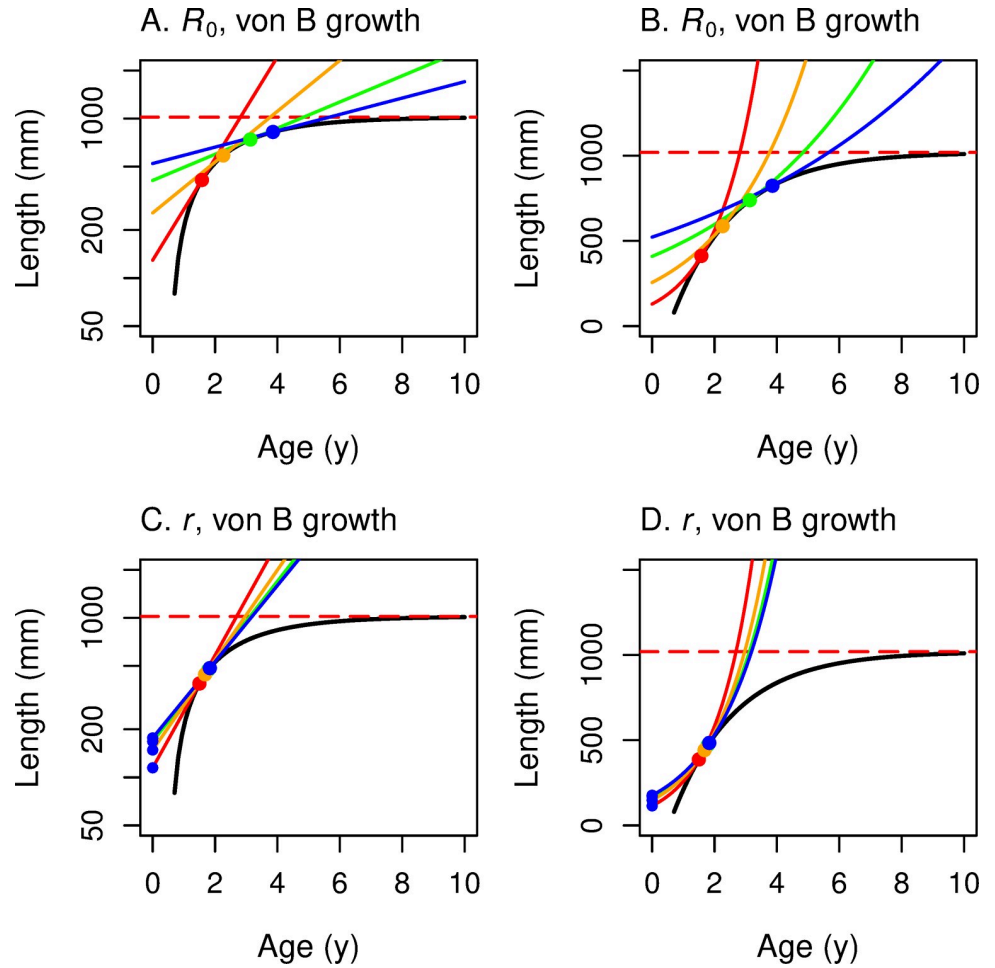 A. R₀, von B growth
Length (mm)
50 200 1000
0 2 4 6 8 10
Age (y)
B. R₀, von B growth
Length (mm)
0 500 1000
0 2 4 6 8 10
Age (y)
C. r, von B growth
Length (mm)
50 200 1000
0 2 4 6 8 10
Age (y)
D. r, von B growth
Length (mm)
0 500 1000
0 2 4 6 8 10
Age (y)